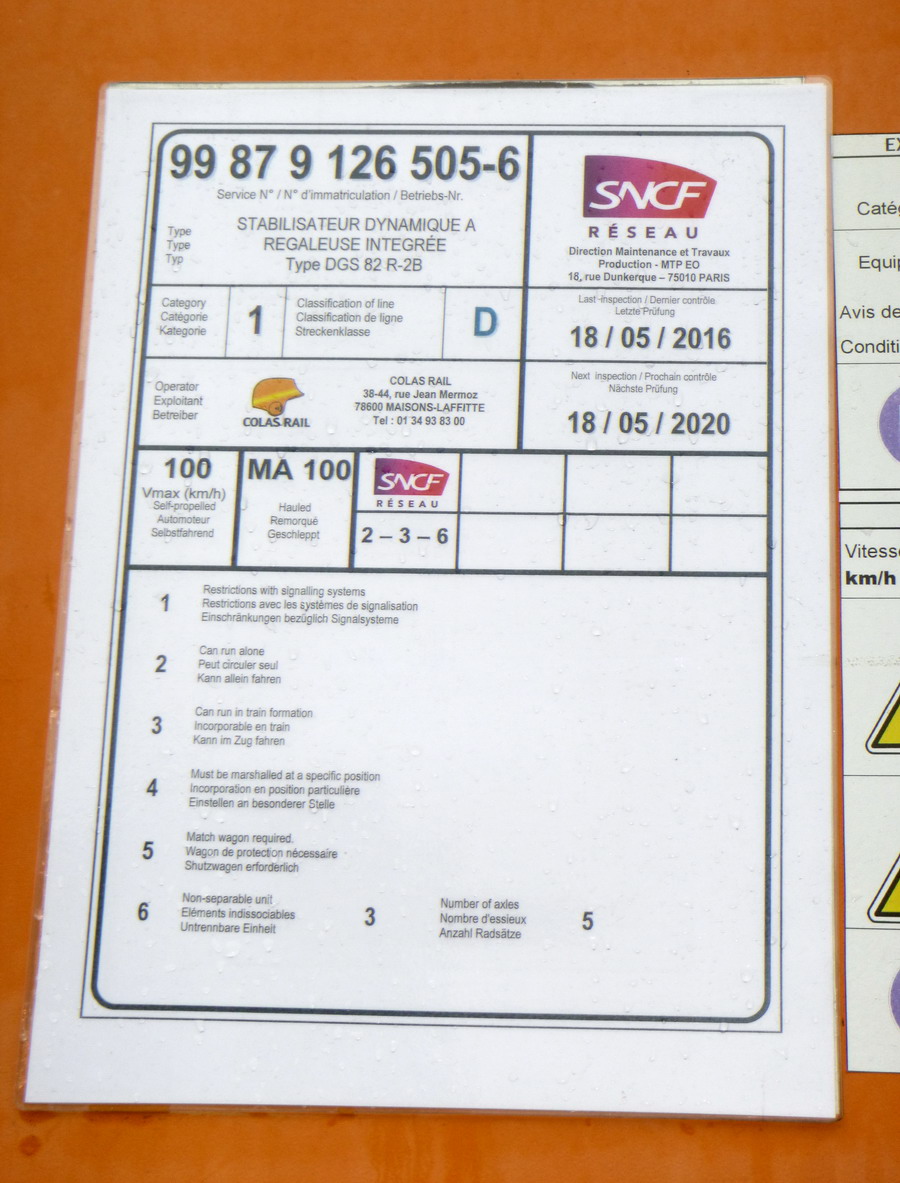 99 87 9 126 505-6
Service N° / N° d'immatriculation / Betriebs-Nr.
Type
Type
Typ
STABILISATEUR DYNAMIQUE A
REGALEUSE INTEGRÉE
Type DGS 82 R-2B
SNCF
RÉSEAU
Direction Maintenance et Travaux
Production - MTP EO
18, rue Dunkerque – 75010 PARIS
Category
Catégorie
Kategorie
1
Classification of line
Classification de ligne
Streckenklasse
D
Last inspection / Dernier contrôle
Letzte Prüfung
18 / 05 / 2016
Operator
Exploitant
Betreiber
COLAS RAIL
COLAS RAIL
38-44, rue Jean Mermoz
78600 MAISONS-LAFFITTE
Tel : 01 34 93 83 00
Next inspection / Prochain contrôle
Nächste Prüfung
18 / 05 / 2020
100
Vmax (km/h)
Self-propelled
Automoteur
Selbstfahrend
MA 100
Hauled
Remorqué
Geschleppt
SNCF
RÉSEAU
2 – 3 – 6
1
Restrictions with signalling systems
Restrictions avec les systèmes de signalisation
Einschränkungen bezüglich Signalsysteme
2
Can run alone
Peut circuler seul
Kann allein fahren
3
Can run in train formation
Incorporable en train
Kann im Zug fahren
4
Must be marshalled at a specific position
Incorporation en position particulière
Einstellen an besonderer Stelle
5
Match wagon required.
Wagon de protection nécessaire
Shutzwagen erforderlich
6
Non-separable unit
Eléments indissociables
Untrennbare Einheit
3
Number of axles
Nombre d'essieux
Anzahl Radsätze
5
EX
Caté
Equip
Avis de
Conditi
Vitesse
km/h